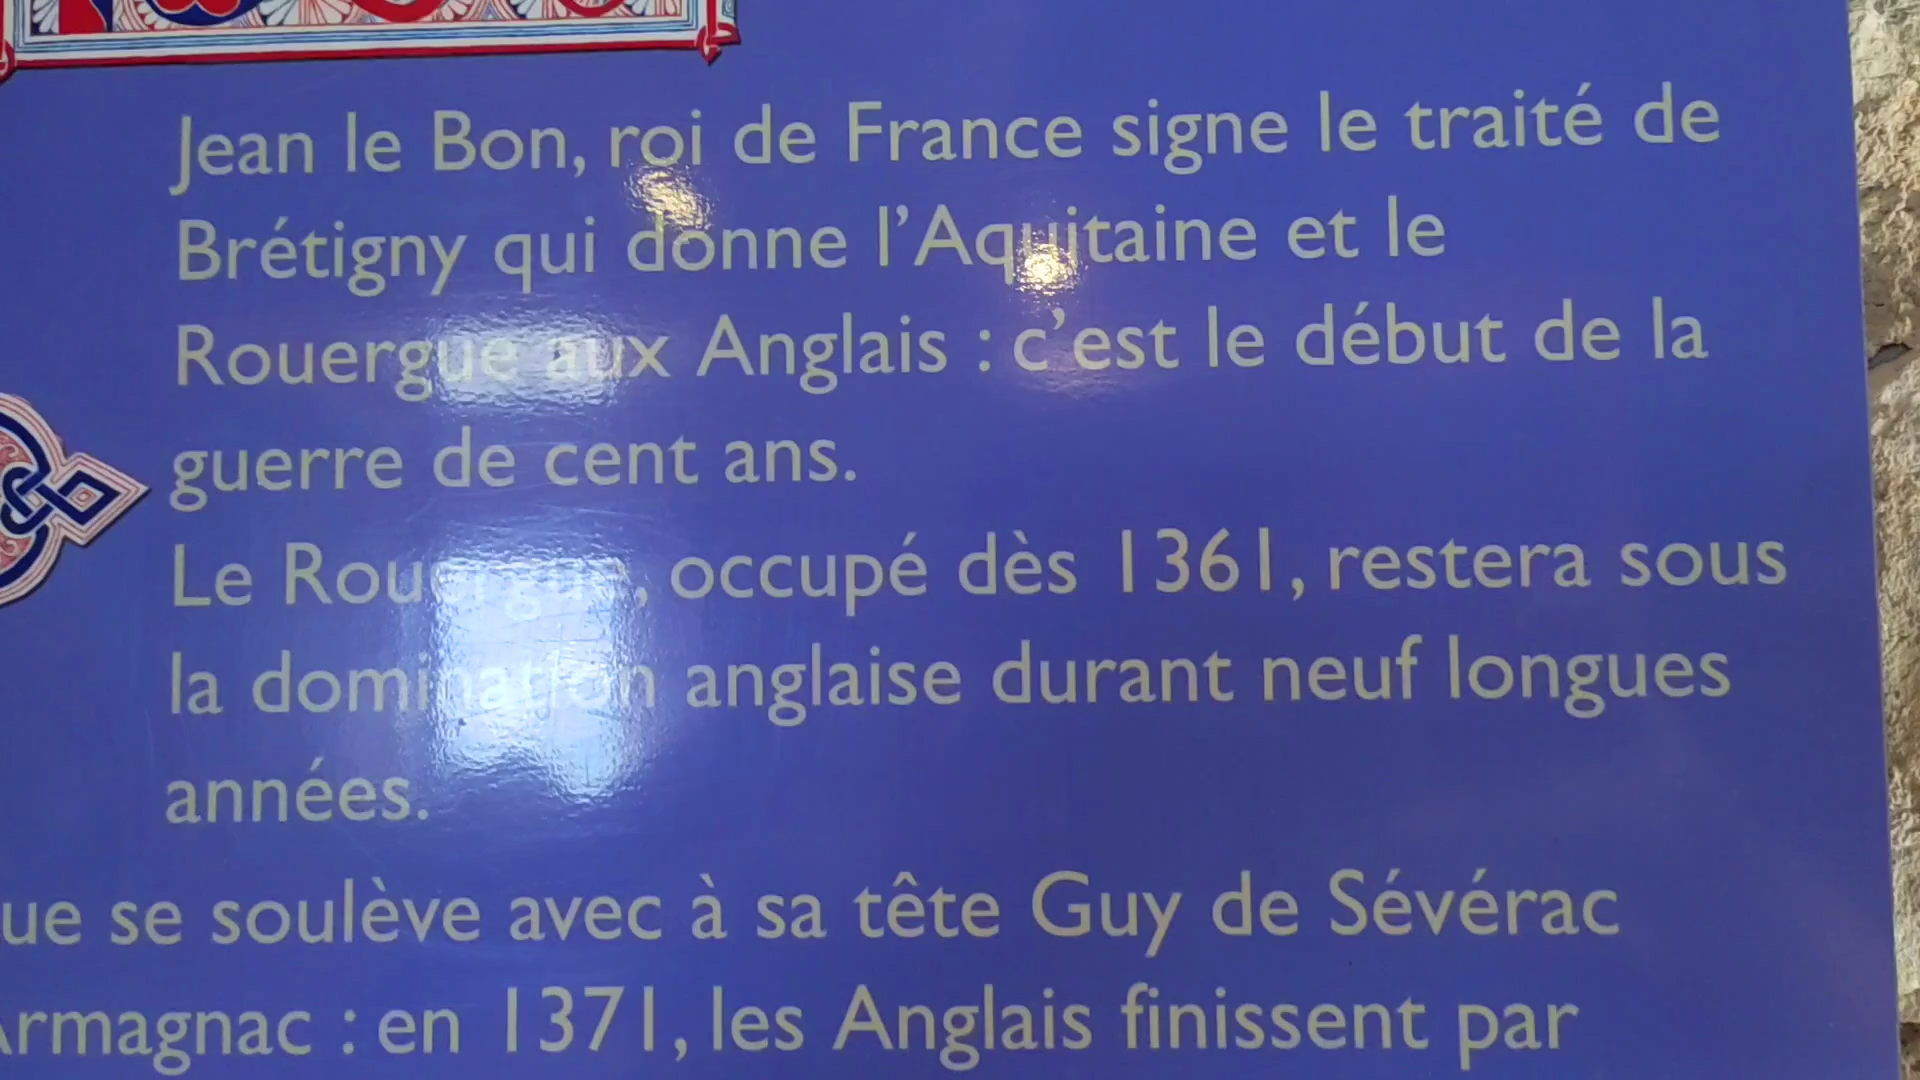 Jean le Bon, roi de France signe le traité de
Brétigny qui donne l'Aquitaine et le
Rouergue aux Anglais : c'est le début de la
guerre de cent ans.
Le Rouergue, occupé dès 1361, restera sous
la domination anglaise durant neuf longues
années.
ue se soulève avec à sa tête Guy de Sévérac
Armagnac : en 1371, les Anglais finissent par